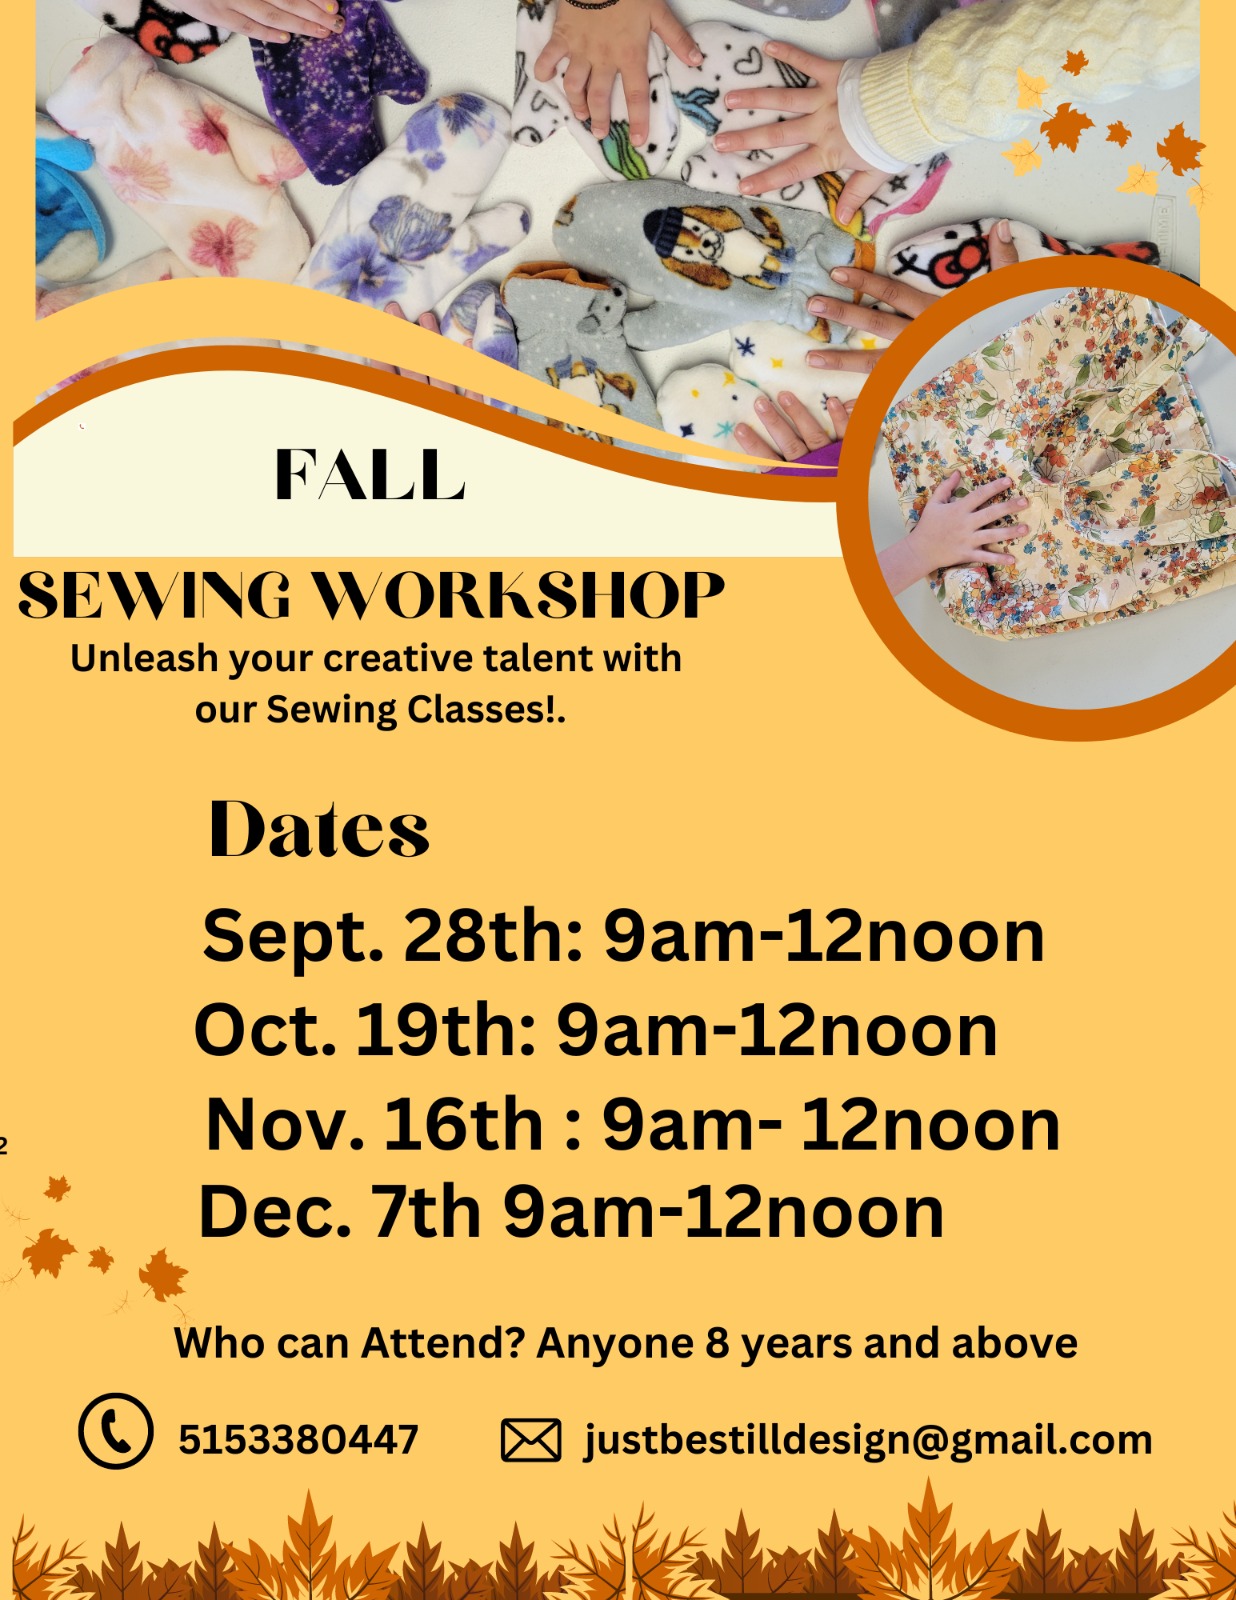 FALL
SEWING WORKSHOP
Unleash your creative talent with
our Sewing Classes!.
Dates
Sept. 28th: 9am-12noon
Oct. 19th: 9am-12noon
Nov. 16th : 9am- 12noon
Dec. 7th 9am-12noon
2
Who can Attend? Anyone 8 years and above
5153380447
justbestilldesign@gmail.com